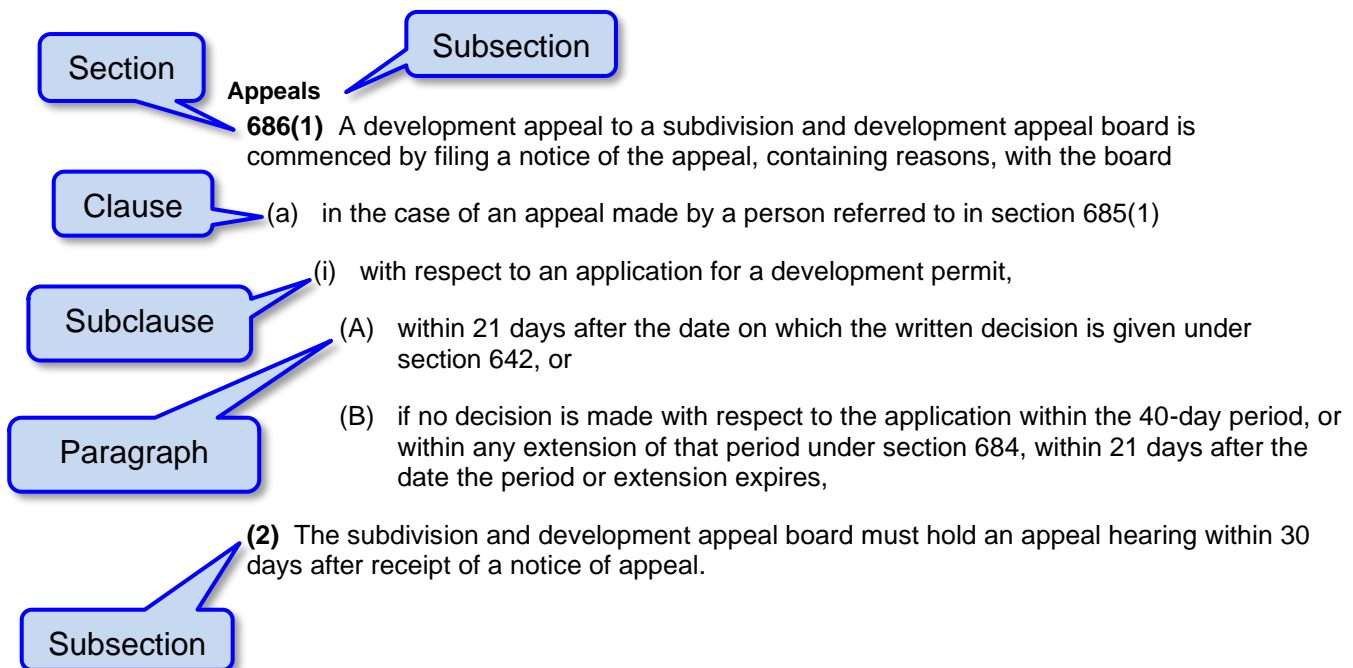 Subsection
Section
Appeals
686(1) A development appeal to a subdivision and development appeal board is
commenced by filing a notice of the appeal, containing reasons, with the board
Clause
(a) in the case of an appeal made by a person referred to in section 685(1)
(i) with respect to an application for a development permit,
Subclause
(A) within 21 days after the date on which the written decision is given under
section 642, or
(B) if no decision is made with respect to the application within the 40-day period, or
within any extension of that period under section 684, within 21 days after the
date the period or extension expires,
Paragraph
(2) The subdivision and development appeal board must hold an appeal hearing within 30
days after receipt of a notice of appeal.
Subsection